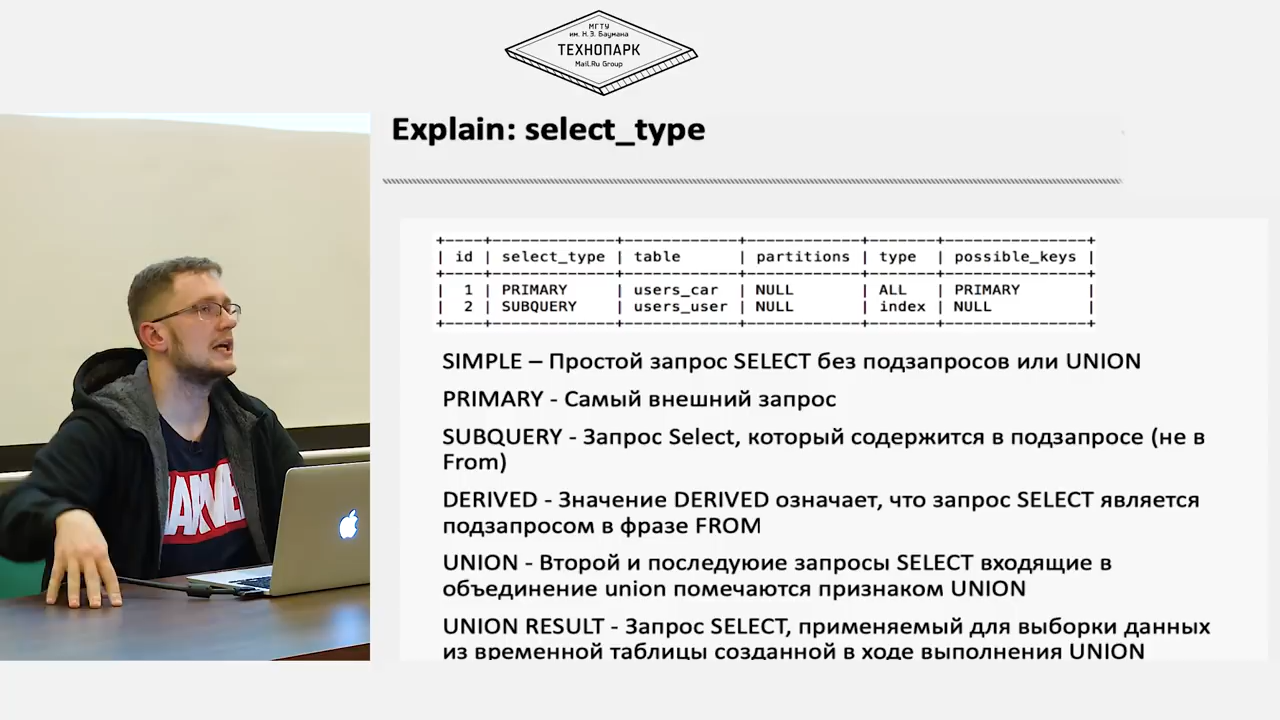 МГТУ
им. Н.Э. Баумана
ТЕХНОПАРК
Mail.Ru Group
Explain: select_type
+----+-------------+------------+------------+-------+---------------+
| id | select_type | table | partitions | type | possible_keys |
+----+-------------+------------+------------+-------+---------------+
| 1 | PRIMARY | users_car | NULL | ALL | PRIMARY |
| 2 | SUBQUERY | users_user | NULL | index | NULL |
+----+-------------+------------+------------+-------+---------------+
SIMPLE – Простой запрос SELECT без подзапросов или UNION
PRIMARY - Самый внешний запрос
SUBQUERY - Запрос Select, который содержится в подзапросе (не в
From)
DERIVED - Значение DERIVED означает, что запрос SELECT является
подзапросом в фразе FROM
UNION - Второй и последуюие запросы SELECT входящие в
объединение union помечаются признаком UNION
UNION RESULT - Запрос SELECT, применяемый для выборки данных
из временной таблицы созданной в ходе выполнения UNION
MARVEL